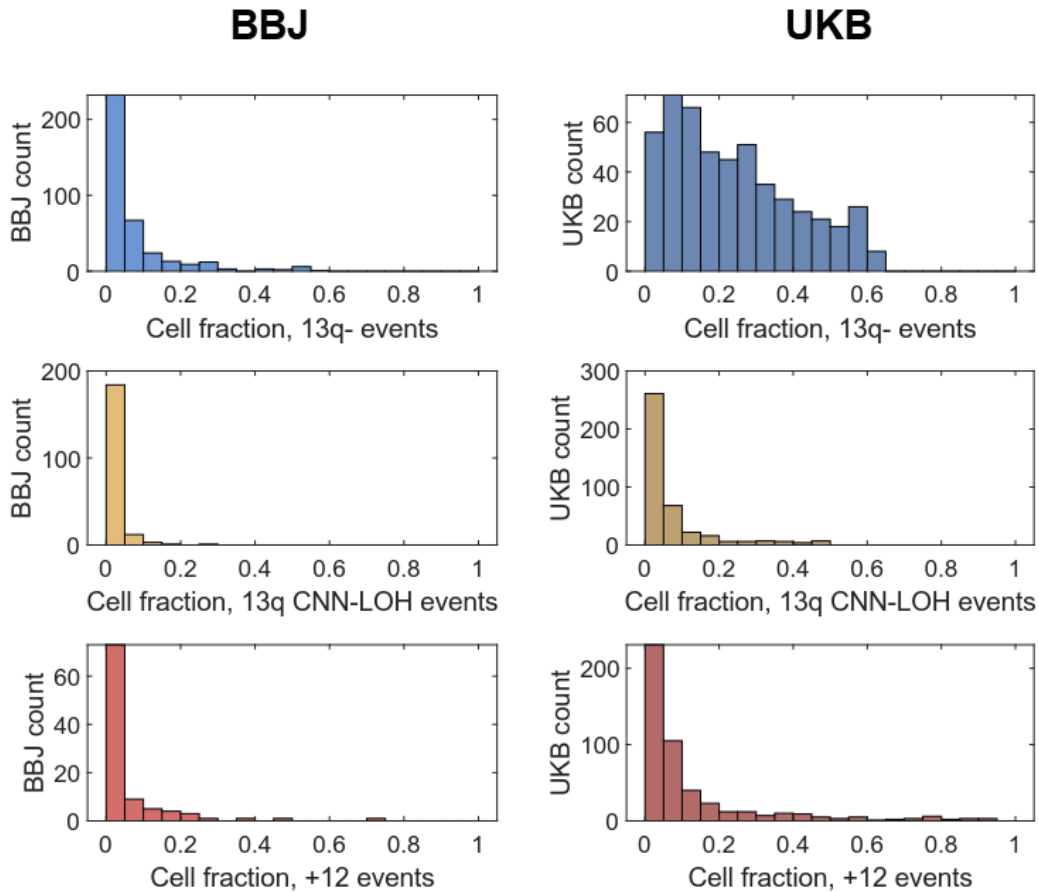 BBJ
UKB
BBJ count
200
100
0
0 0.2 0.4 0.6 0.8 1
Cell fraction, 13q- events
UKB count
60
40
20
0
0 0.2 0.4 0.6 0.8 1
Cell fraction, 13q- events
BBJ count
200
100
0
0 0.2 0.4 0.6 0.8 1
Cell fraction, 13q CNN-LOH events
UKB count
300
200
100
0
0 0.2 0.4 0.6 0.8 1
Cell fraction, 13q CNN-LOH events
BBJ count
60
40
20
0
0 0.2 0.4 0.6 0.8 1
Cell fraction, +12 events
UKB count
200
100
0
0 0.2 0.4 0.6 0.8 1
Cell fraction, +12 events